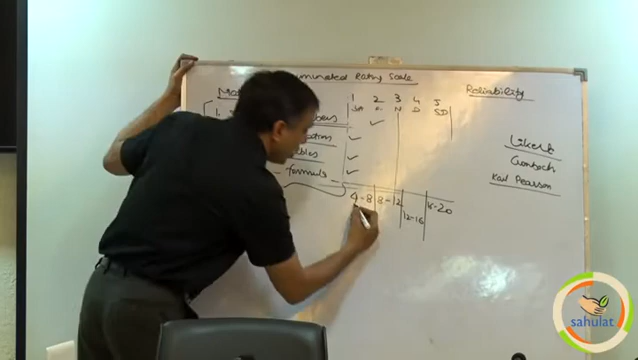 Rating Scale
Reliability
1 2 3 4 5
SA A N D SD
formula
Likert
Cronbach
Karl Pearson
4-8 8-12 12-16 16-20
sahulat